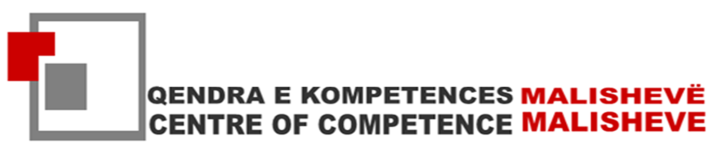 QENDRA E KOMPETENCES MALISHEVË
CENTRE OF COMPETENCE MALISHEVE